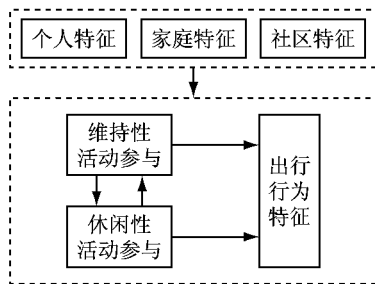 个人特征 家庭特征 社区特征
维持性
活动参与
出行
行为
特征
休闲性
活动参与